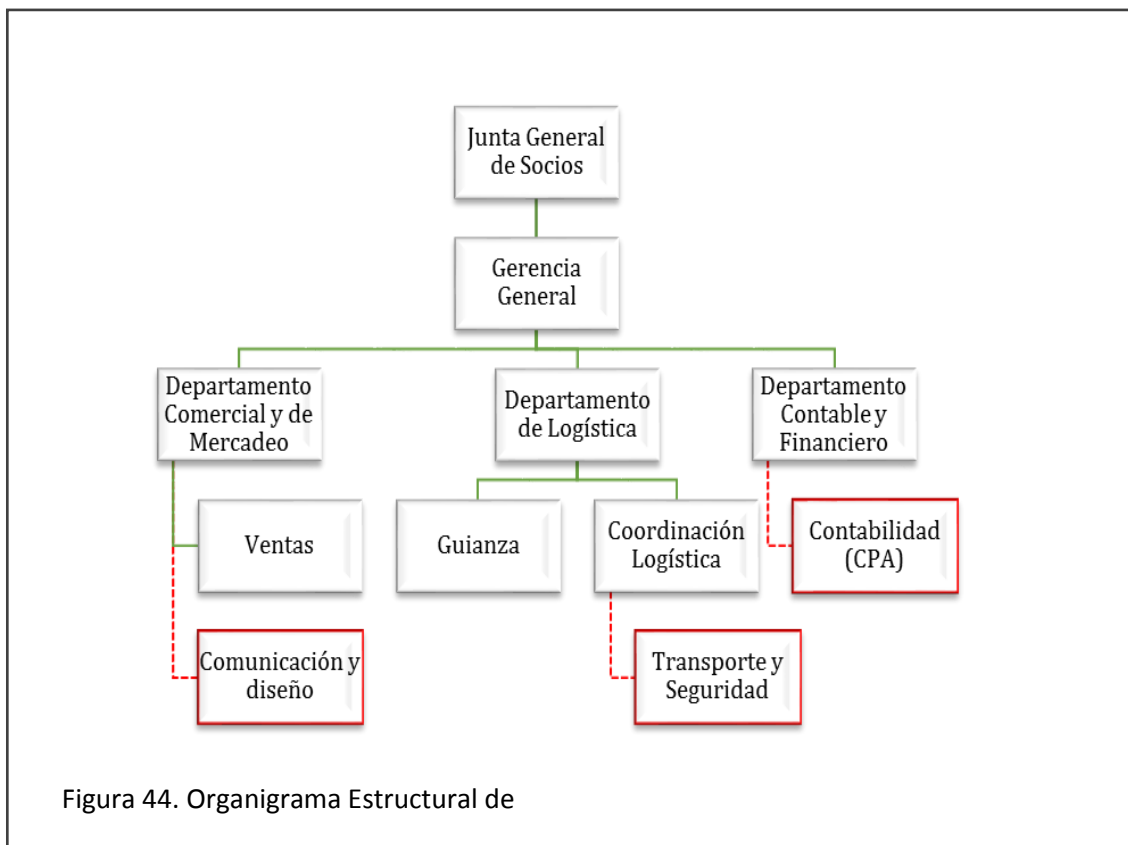 Junta General
de Socios
Gerencia
General
Departamento
Comercial y de
Mercadeo
Departamento
de Logística
Departamento
Contable y
Financiero
Ventas
Guianza
Coordinación
Logística
Contabilidad
(CPA)
Comunicación y
diseño
Transporte y
Seguridad
Figura 44. Organigrama Estructural de